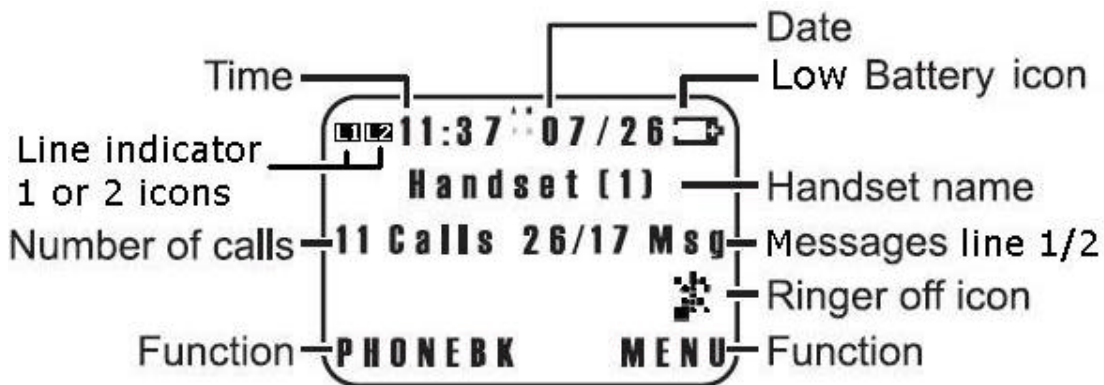 Date
Time
Low Battery icon
L1 L2 11:37 07/26
Line indicator
1 or 2 icons
Handset (1)
Handset name
Number of calls
11 Calls 26/17 Msg
Messages line 1/2
Ringer off icon
Function
PHONEBK MENU
Function